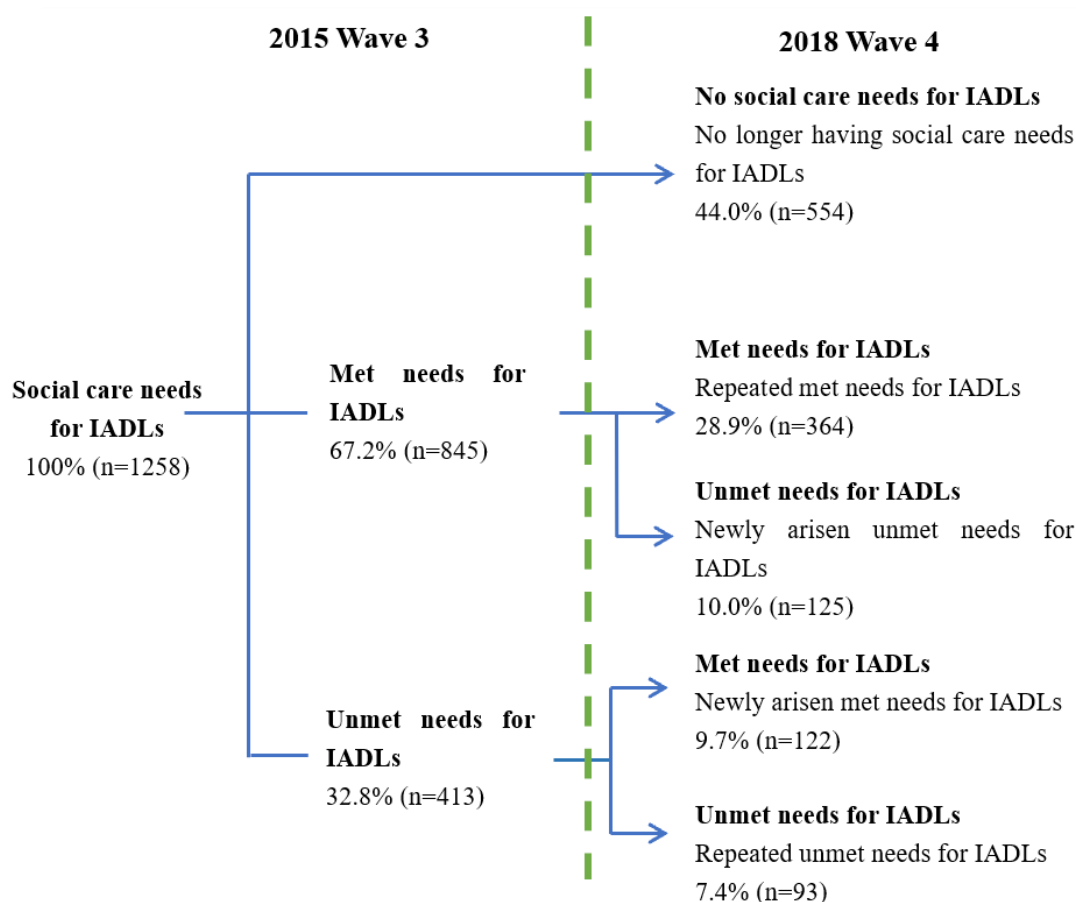 2015 Wave 3
2018 Wave 4
No social care needs for IADLs
No longer having social care needs
for IADLs
44.0% (n=554)
Social care needs
for IADLs
100% (n=1258)
Met needs for
IADLs
67.2% (n=845)
Met needs for IADLs
Repeated met needs for IADLs
28.9% (n=364)
Unmet needs for IADLs
Newly arisen unmet needs for
IADLs
10.0% (n=125)
Unmet needs for
IADLs
32.8% (n=413)
Met needs for IADLs
Newly arisen met needs for IADLs
9.7% (n=122)
Unmet needs for IADLs
Repeated unmet needs for IADLs
7.4% (n=93)